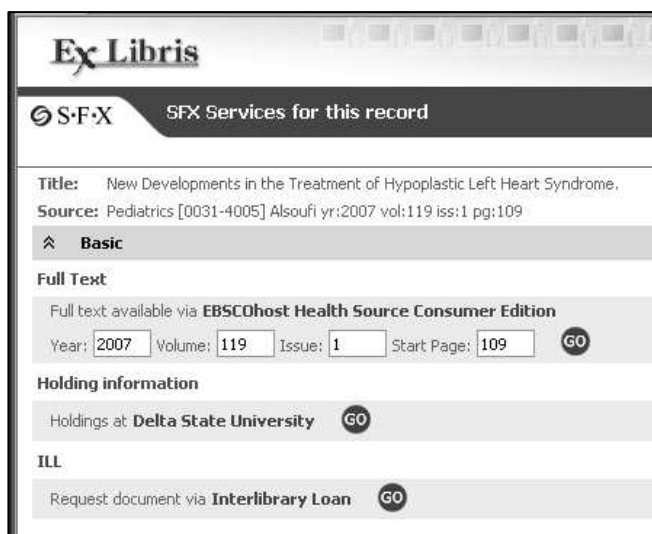 Ex Libris
S·F·X SFX Services for this record
Title: New Developments in the Treatment of Hypoplastic Left Heart Syndrome.
Source: Pediatrics [0031-4005] Alsoufi yr:2007 vol:119 iss:1 pg:109
Basic
Full Text
Full text available via EBSCOhost Health Source Consumer Edition
Year: 2007 Volume: 119 Issue: 1 Start Page: 109 GO
Holding information
Holdings at Delta State University GO
ILL
Request document via Interlibrary Loan GO